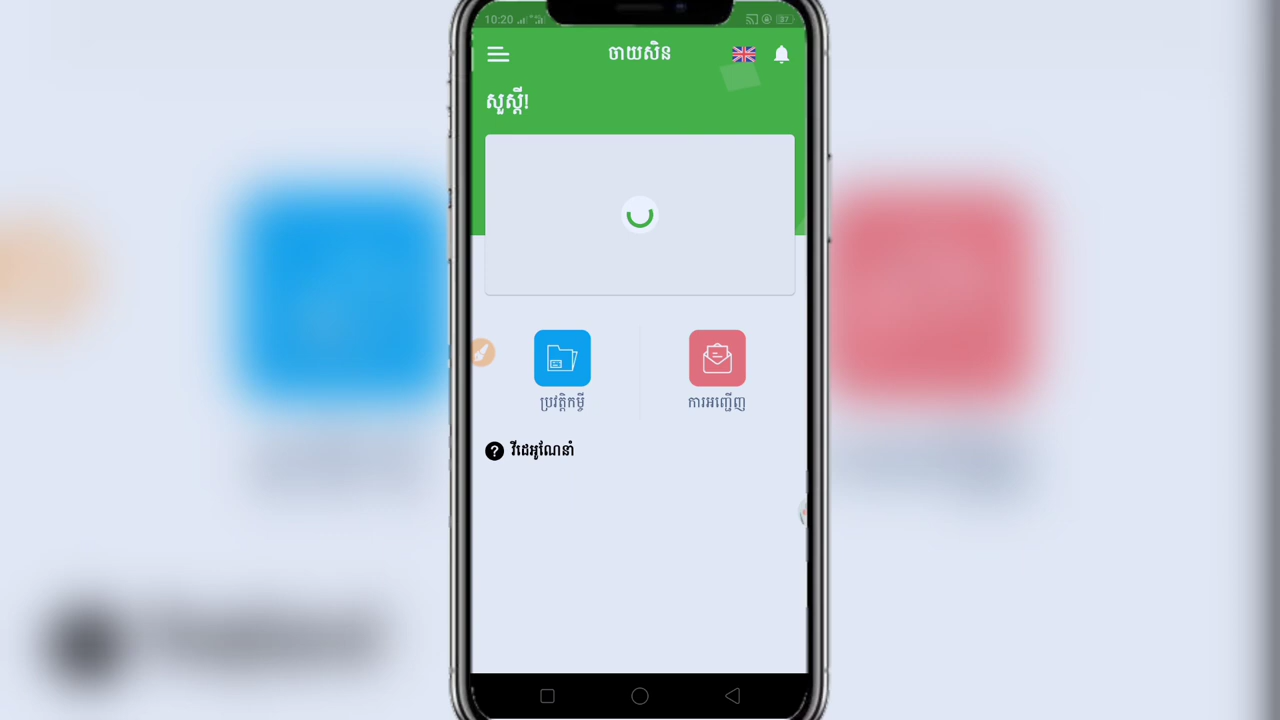 10:20
37
ចាយសិន
សួស្តី!
ប្រវត្តិកម្ចី
ការអញ្ជើញ
? វីដេអូណែនាំ